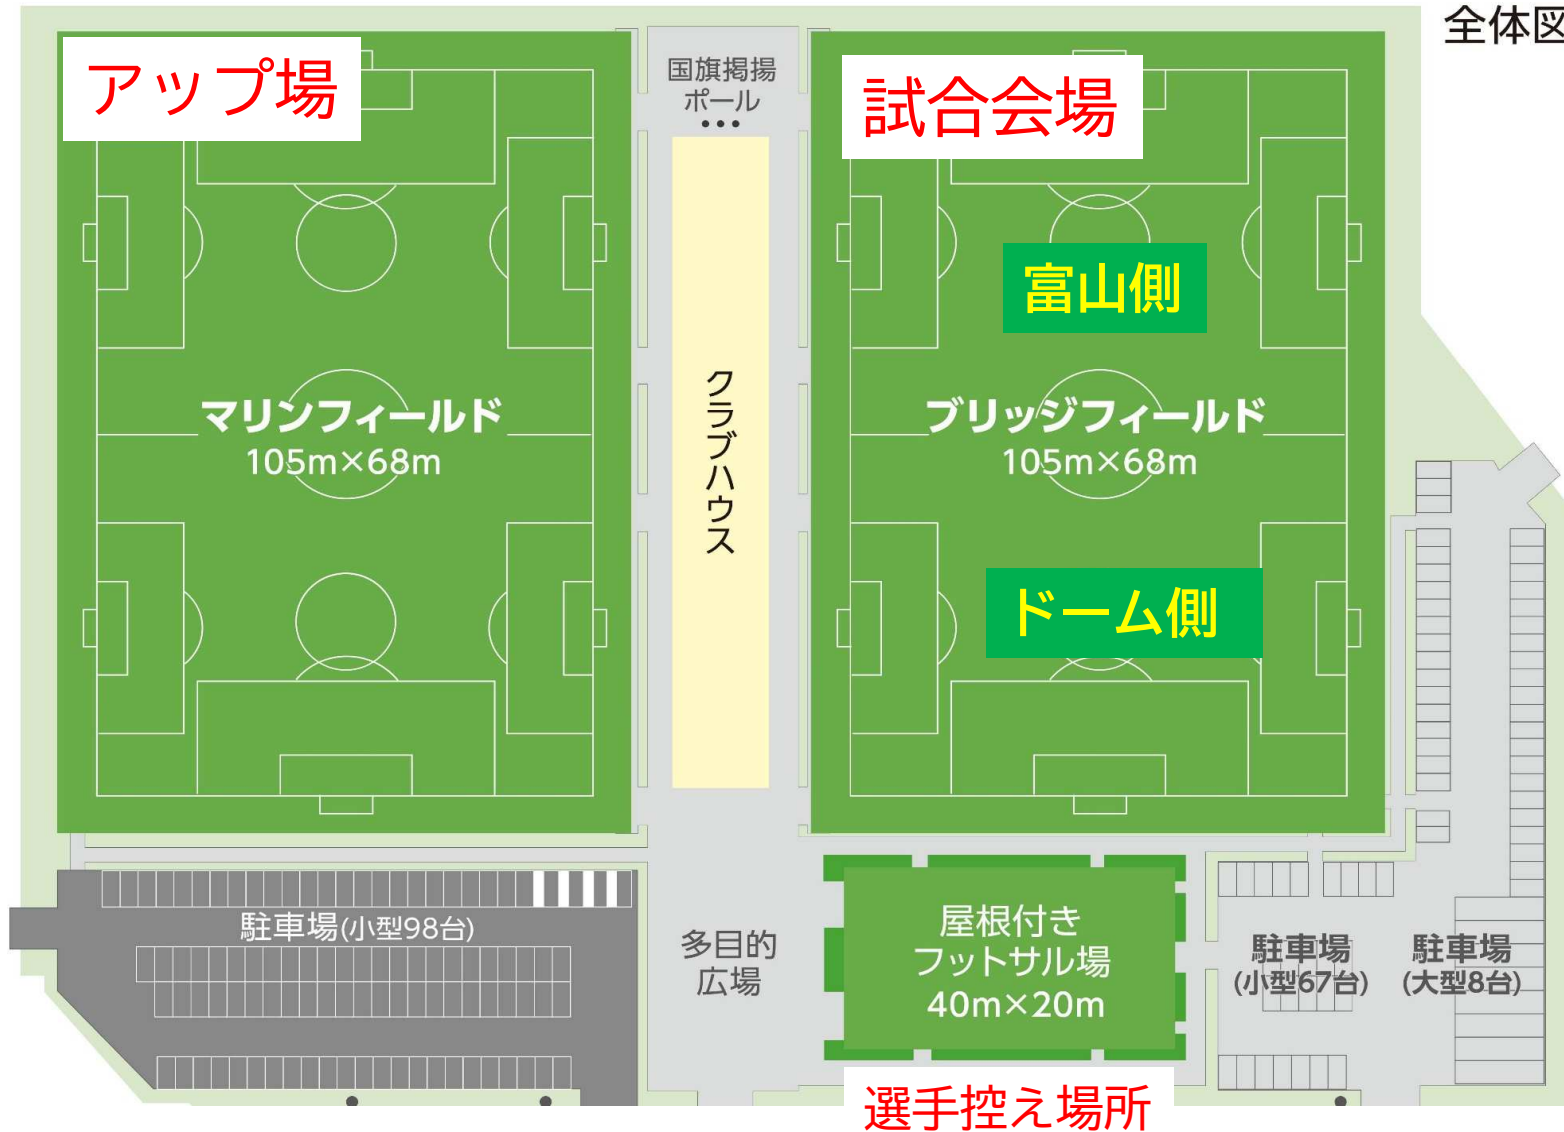 全体図
アップ場
国旗掲揚
ポール
試合会場
富山側
マリンフィールド
105m×68m
クラブハウス
ブリッジフィールド
105m×68m
ドーム側
駐車場(小型98台)
多目的
広場
屋根付き
フットサル場
40m×20m
駐車場
(小型67台)
駐車場
(大型8台)
選手控え場所